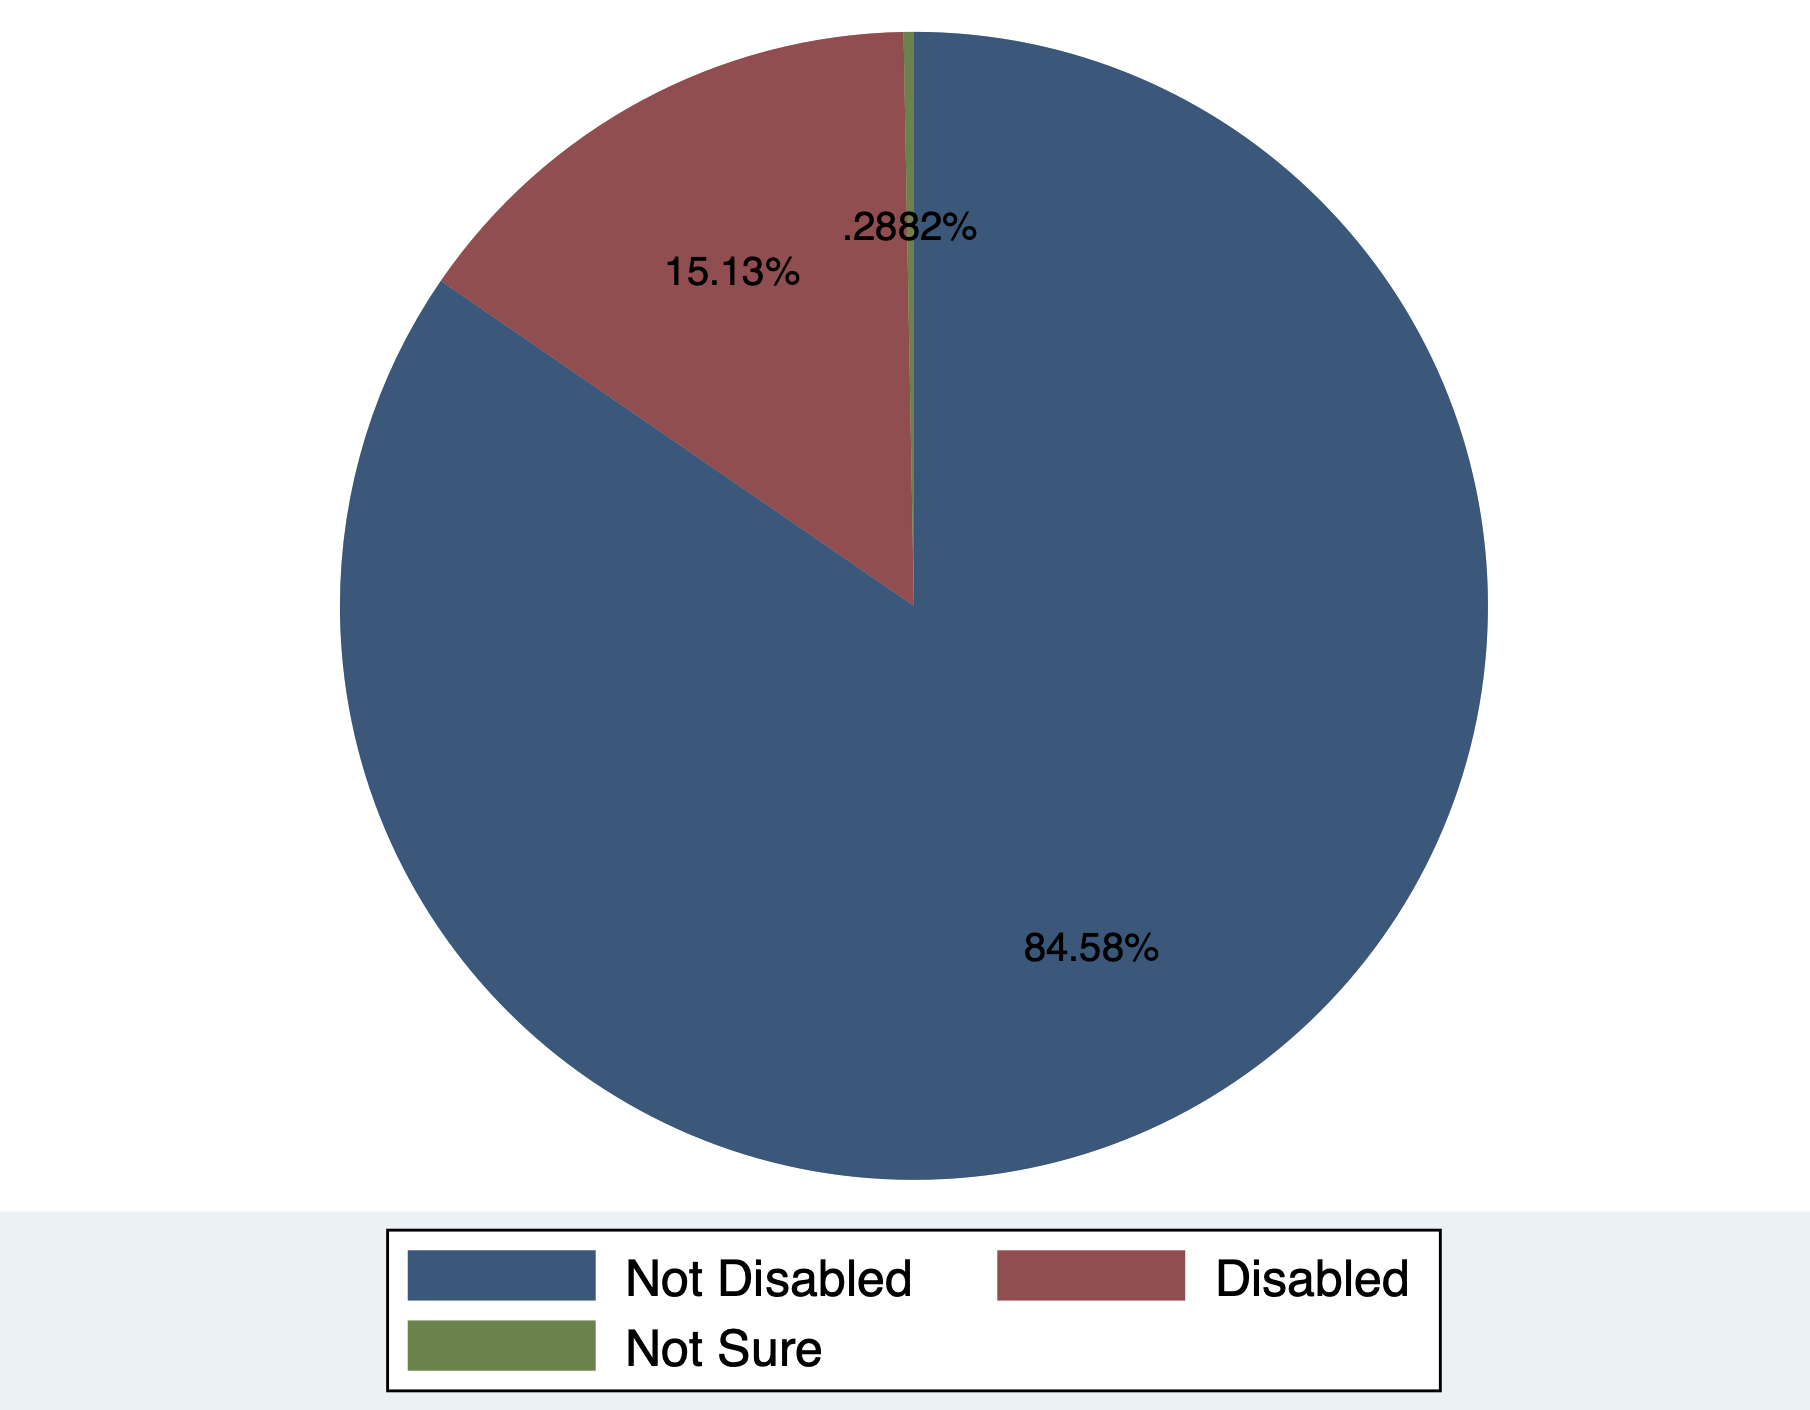 .2882%
15.13%
84.58%
Not Disabled
Disabled
Not Sure